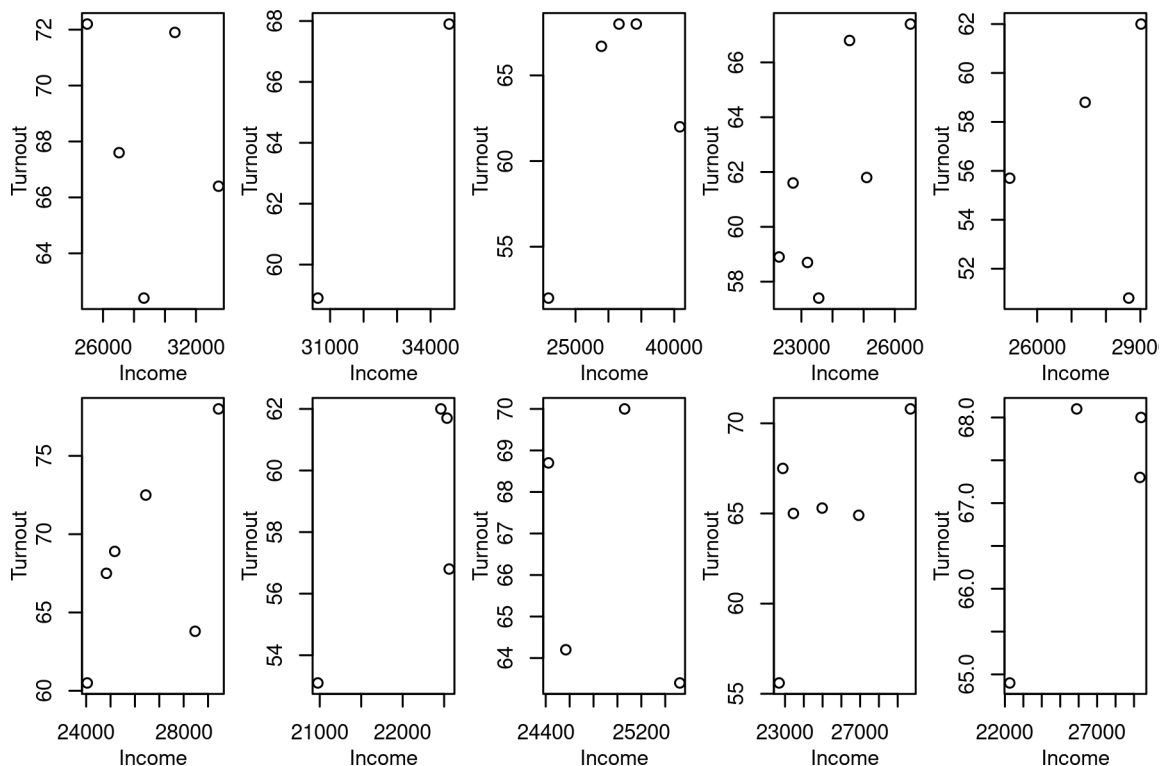 72
70
68
66
64
Turnout
26000 32000
Income
68
66
64
62
60
Turnout
31000 34000
Income
65
60
55
Turnout
25000 40000
Income
66
64
62
60
58
Turnout
23000 26000
Income
62
60
58
56
54
52
Turnout
26000 2900
Income
75
70
65
60
Turnout
24000 28000
Income
62
60
58
56
54
Turnout
21000 22000
Income
70
69
68
67
66
65
64
Turnout
24400 25200
Income
70
65
60
55
Turnout
23000 27000
Income
68.0
67.0
66.0
65.0
Turnout
22000 27000
Income